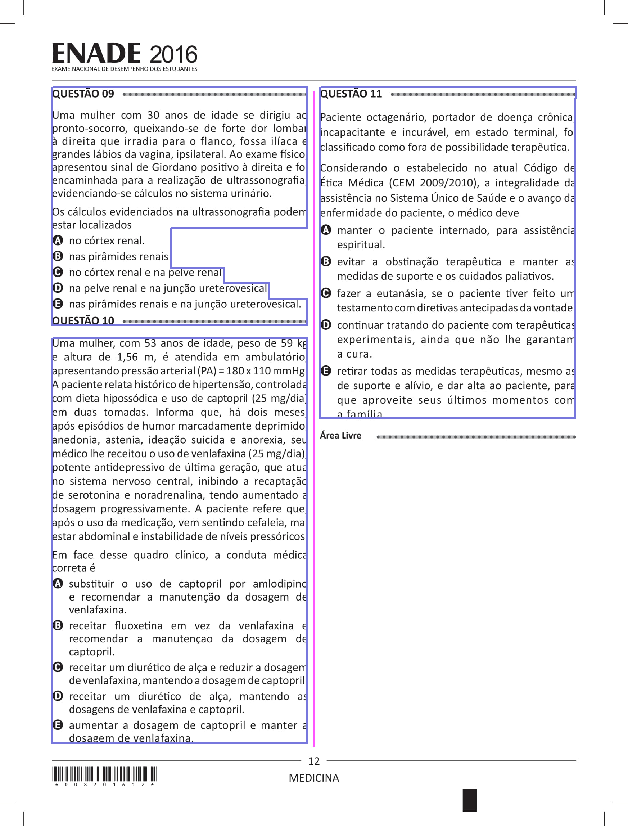 ENADE 2016
EXAME NACIONAL DE DESEMPENHO DOS ESTUDANTES
QUESTÃO 09
Uma mulher com 30 anos de idade se dirigiu ao
pronto-socorro, queixando-se de forte dor lombar
à direita que irradia para o flanco, fossa ilíaca e
grandes lábios da vagina, ipsilateral. Ao exame físico
apresentou sinal de Giordano positivo à direita e foi
encaminhada para a realização de ultrassonografia,
evidenciando-se cálculos no sistema urinário.
Os cálculos evidenciados na ultrassonografia podem
estar localizados
A no córtex renal.
B nas pirâmides renais
C no córtex renal e na pelve renal
D na pelve renal e na junção ureterovesical
E nas pirâmides renais e na junção ureterovesical.
QUESTÃO 10
Uma mulher, com 53 anos de idade, peso de 59 kg
e altura de 1,56 m, é atendida em ambulatório
apresentando pressão arterial (PA) = 180 x 110 mmHg
A paciente relata histórico de hipertensão, controlada
com dieta hipossódica e uso de captopril (25 mg/dia)
em duas tomadas. Informa que, há dois meses
após episódios de humor marcadamente deprimido
anedonia, astenia, ideação suicida e anorexia, seu
médico lhe receitou o uso de venlafaxina (25 mg/dia)
potente antidepressivo de última geração, que atua
no sistema nervoso central, inibindo a recaptação
de serotonina e noradrenalina, tendo aumentado a
dosagem progressivamente. A paciente refere que
após o uso da medicação, vem sentindo cefaleia, mal
estar abdominal e instabilidade de níveis pressóricos
Em face desse quadro clínico, a conduta médica
correta é
A substituir o uso de captopril por amlodipino
e recomendar a manutenção da dosagem de
venlafaxina.
B receitar fluoxetina em vez da venlafaxina e
recomendar a manutenção da dosagem de
captopril.
C receitar um diurético de alça e reduzir a dosagem
de venlafaxina, mantendo a dosagem de captopril
D receitar um diurético de alça, mantendo as
dosagens de venlafaxina e captopril.
E aumentar a dosagem de captopril e manter a
dosagem de venlafaxina.
QUESTÃO 11
Paciente octagenário, portador de doença crônica
incapacitante e incurável, em estado terminal, foi
classificado como fora de possibilidade terapêutica.
Considerando o estabelecido no atual Código de
Ética Médica (CEM 2009/2010), a integralidade da
assistência no Sistema Único de Saúde e o avanço da
enfermidade do paciente, o médico deve
A manter o paciente internado, para assistência
espiritual.
B evitar a obstinação terapêutica e manter as
medidas de suporte e os cuidados paliativos.
C fazer a eutanásia, se o paciente tiver feito um
testamento com diretivas antecipadas da vontade
D continuar tratando do paciente com terapêuticas
experimentais, ainda que não lhe garantam
a cura.
E retirar todas as medidas terapêuticas, mesmo as
de suporte e alívio, e dar alta ao paciente, para
que aproveite seus últimos momentos com
a família
Área Livre
12
MEDICINA